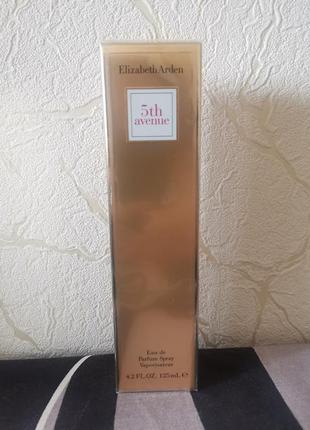 Elizabeth Arden
5th
avenue
Eau de
Parfum Spray
Vaporisateur
4.2 FL.OZ. 125 mL ℮